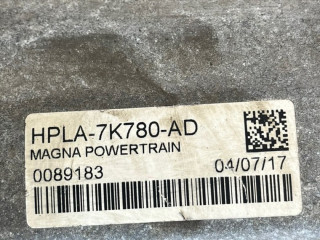 HPLA-7K780-AD
MAGNA POWERTRAIN
0089183 04/07/17